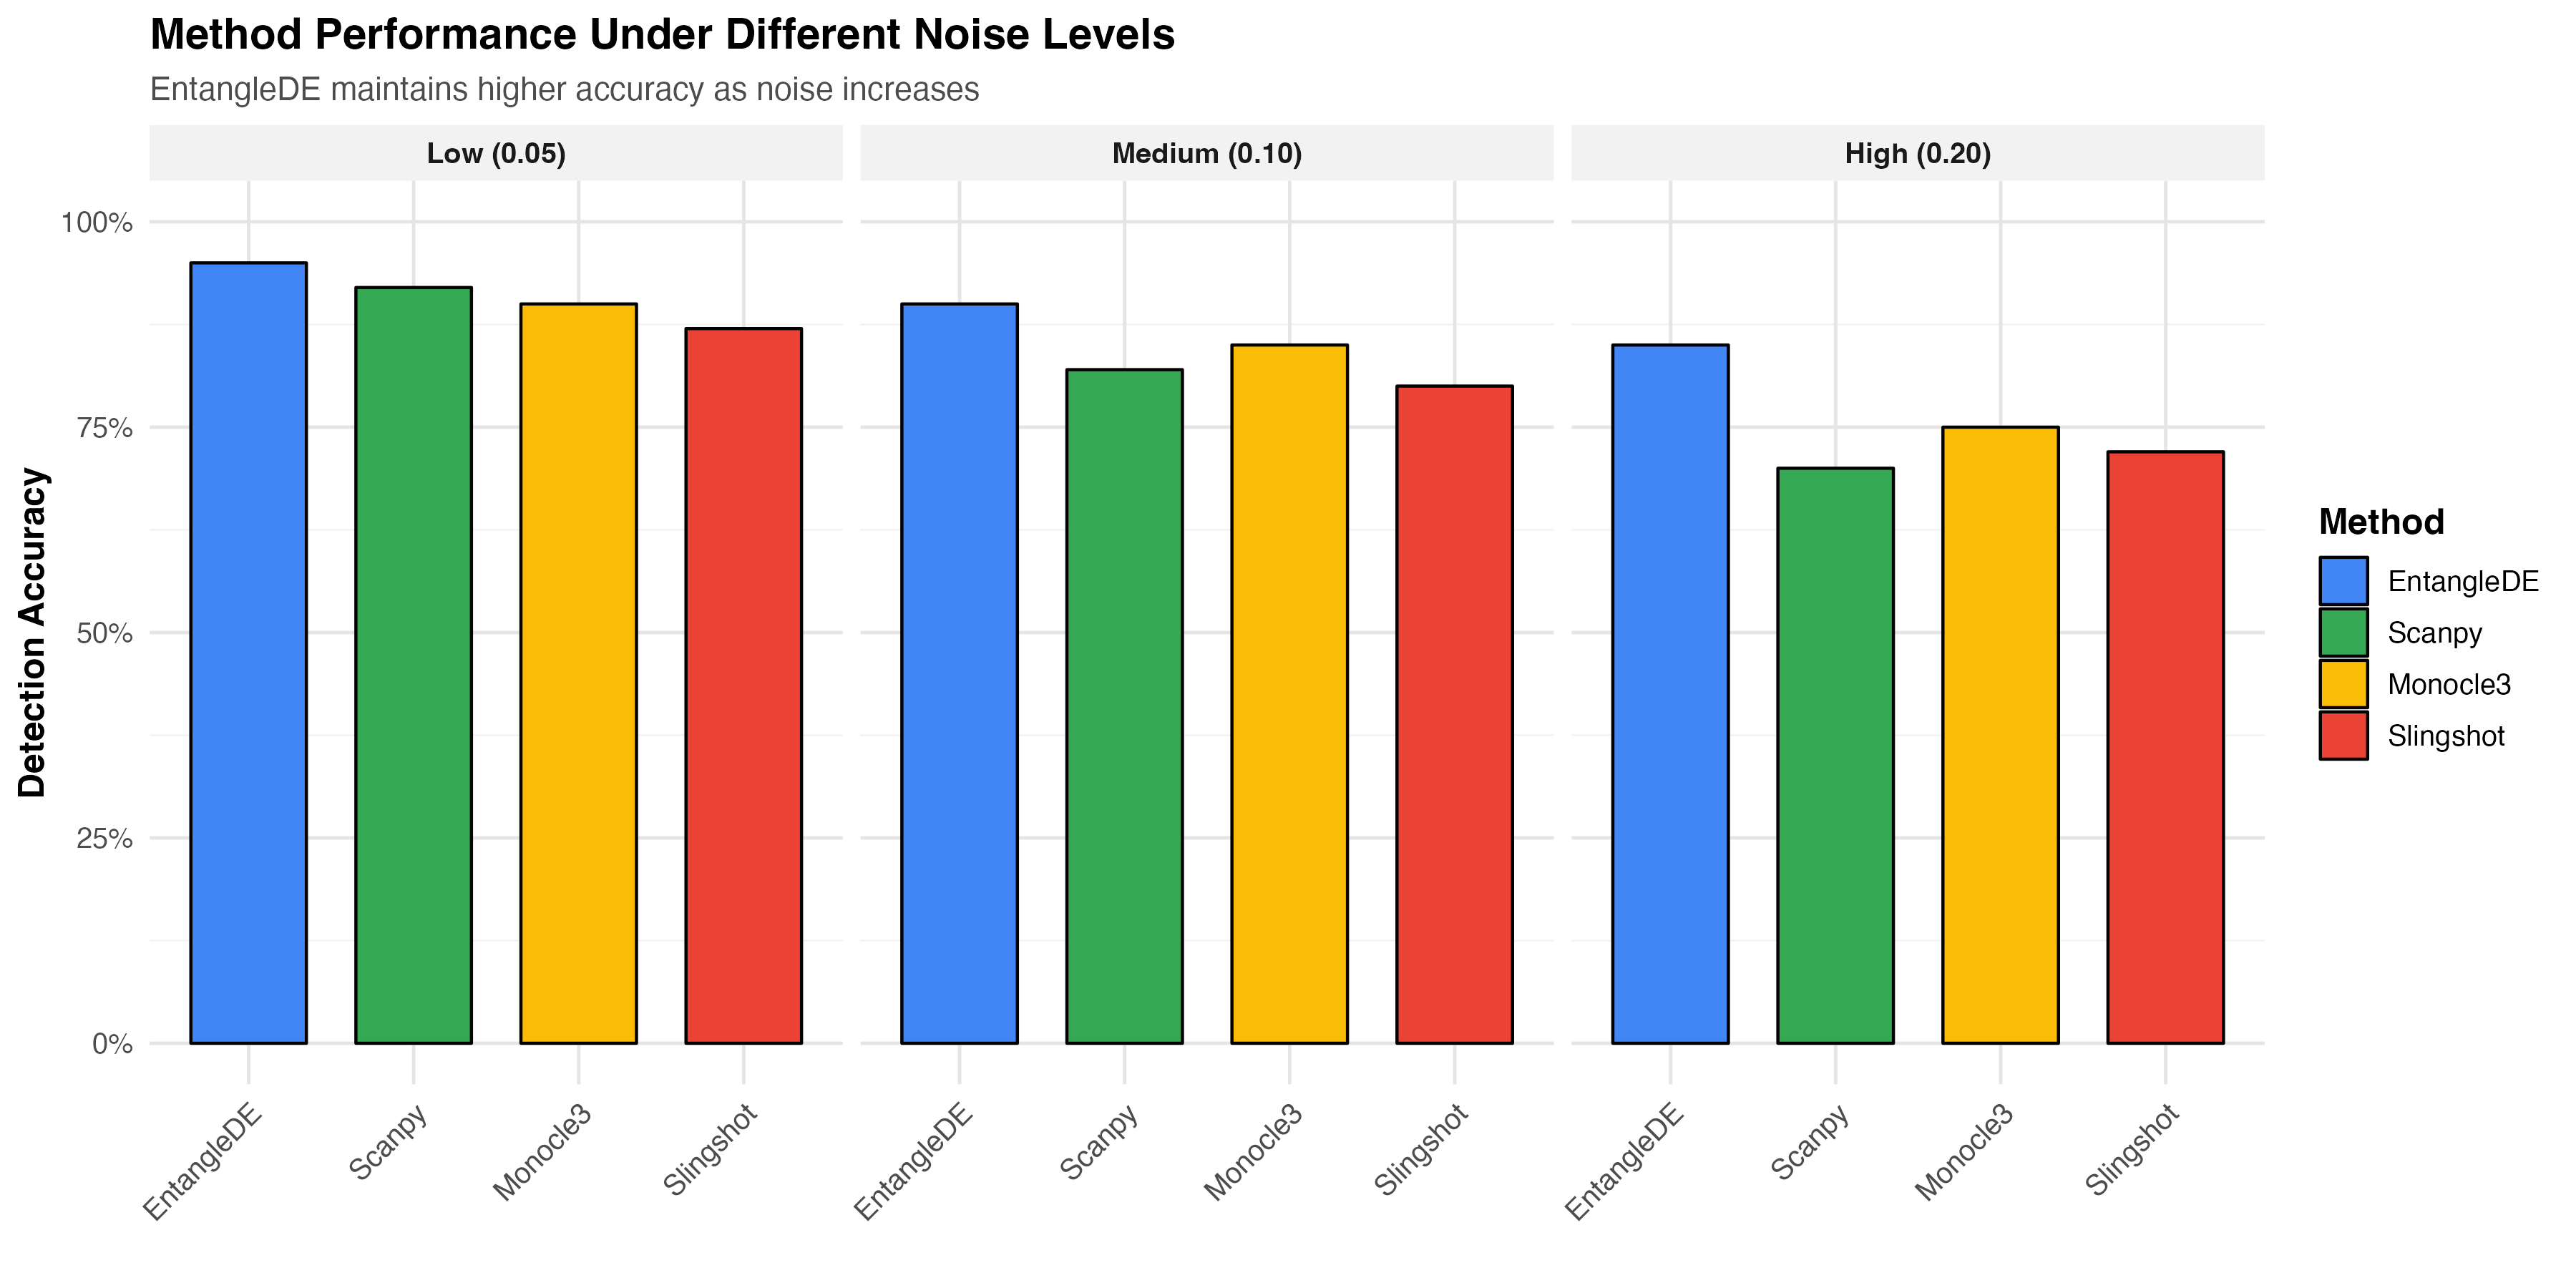 Method Performance Under Different Noise Levels
EntangleDE maintains higher accuracy as noise increases
Low (0.05)
Medium (0.10)
High (0.20)
Detection Accuracy
100%
75%
50%
25%
0%
EntangleDE
Scanpy
Monocle3
Slingshot
EntangleDE
Scanpy
Monocle3
Slingshot
EntangleDE
Scanpy
Monocle3
Slingshot
Method
EntangleDE
Scanpy
Monocle3
Slingshot